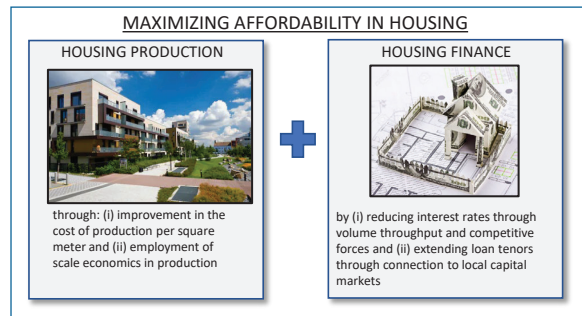 MAXIMIZING AFFORDABILITY IN HOUSING
HOUSING PRODUCTION
through: (i) improvement in the
cost of production per square
meter and (ii) employment of
scale economics in production
HOUSING FINANCE
by (i) reducing interest rates through
volume throughput and competitive
forces and (ii) extending loan tenors
through connection to local capital
markets